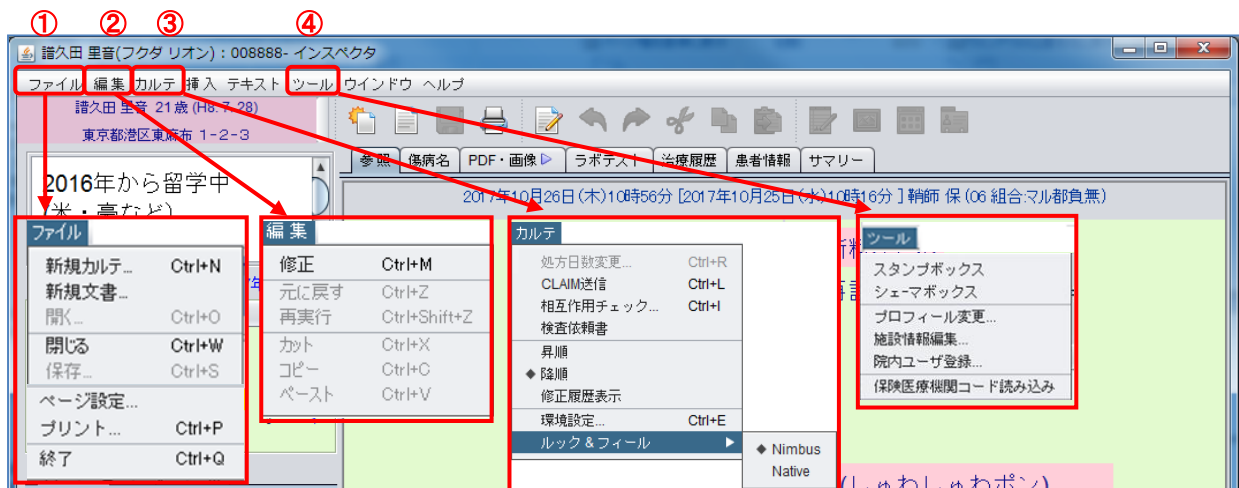 ① ② ③ ④
譜久田 里音(フクダ リオン) : 008888- インスペクタ
ファイル 編集 カルテ 挿入 テキスト ツール ウインドウ ヘルプ
譜久田 里音 21歳 (H8. 7. 28)
東京都港区東麻布 1-2-3
参照 傷病名 PDF・画像 ラボテスト 治療履歴 患者情報 サマリー
2016年から留学中
(米・豪など)
2017年10月26日(木)10時56分 [2017年10月25日(水)10時16分 ] 鞆師 保 (06 組合:マル都負無)
ファイル
新規カルテ... Ctrl+N
新規文書...
開く... Ctrl+O
閉じる Ctrl+W
保存... Ctrl+S
ページ設定...
プリント... Ctrl+P
終了 Ctrl+Q
編集
修正 Ctrl+M
元に戻す Ctrl+Z
再実行 Ctrl+Shift+Z
カット Ctrl+X
コピー Ctrl+C
ペースト Ctrl+V
カルテ
処方日数変更... Ctrl+R
CLAIM送信 Ctrl+L
相互作用チェック... Ctrl+I
検査依頼書
昇順
◆ 降順
修正履歴表示
環境設定... Ctrl+E
ルック＆フィール ▶
◆ Nimbus
Native
ツール
スタンプボックス
シェーマボックス
プロフィール変更...
施設情報編集...
院内ユーザ登録...
保険医療機関コード読み込み
(しゅわしゅわポン)